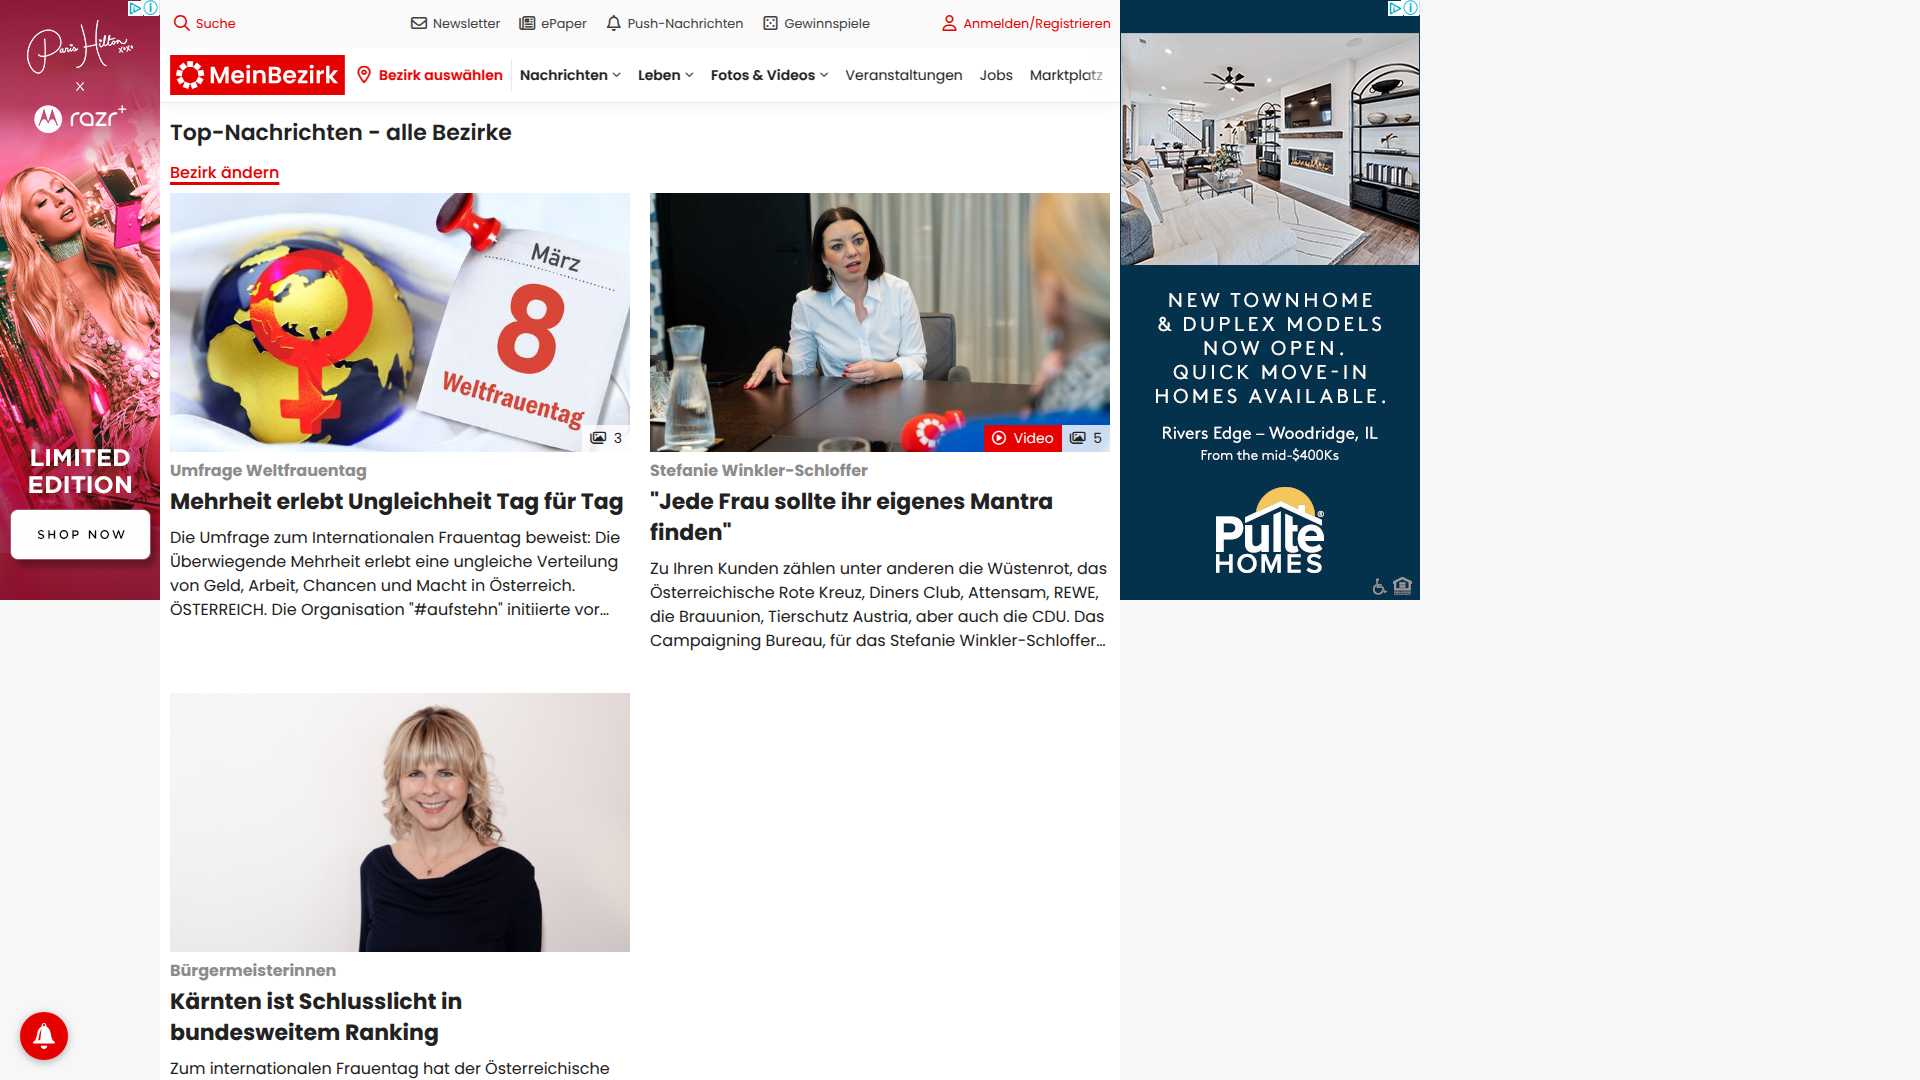 Suche
Newsletter
ePaper
Push-Nachrichten
Gewinnspiele
Anmelden/Registrieren
MeinBezirk
Bezirk auswählen
Nachrichten
Leben
Fotos & Videos
Veranstaltungen
Jobs
Marktplatz
Top-Nachrichten - alle Bezirke
Bezirk ändern
März
8
Weltfrauentag
3
Umfrage Weltfrauentag
Mehrheit erlebt Ungleichheit Tag für Tag
Die Umfrage zum Internationalen Frauentag beweist: Die
Überwiegende Mehrheit erlebt eine ungleiche Verteilung
von Geld, Arbeit, Chancen und Macht in Österreich.
ÖSTERREICH. Die Organisation "#aufstehn" initiierte vor...
Video
5
Stefanie Winkler-Schloffer
"Jede Frau sollte ihr eigenes Mantra
finden"
Zu Ihren Kunden zählen unter anderen die Wüstenrot, das
Österreichische Rote Kreuz, Diners Club, Attensam, REWE,
die Brauunion, Tierschutz Austria, aber auch die CDU. Das
Campaigning Bureau, für das Stefanie Winkler-Schloffer...
Bürgermeisterinnen
Kärnten ist Schlusslicht in
bundesweitem Ranking
Zum internationalen Frauentag hat der Österreichische
Paris Hilton
xoxo
x
razr+
LIMITED
EDITION
SHOP NOW
NEW TOWNHOME
& DUPLEX MODELS
NOW OPEN.
QUICK MOVE-IN
HOMES AVAILABLE.
Rivers Edge – Woodridge, IL
From the mid-$400Ks
Pulte®
HOMES